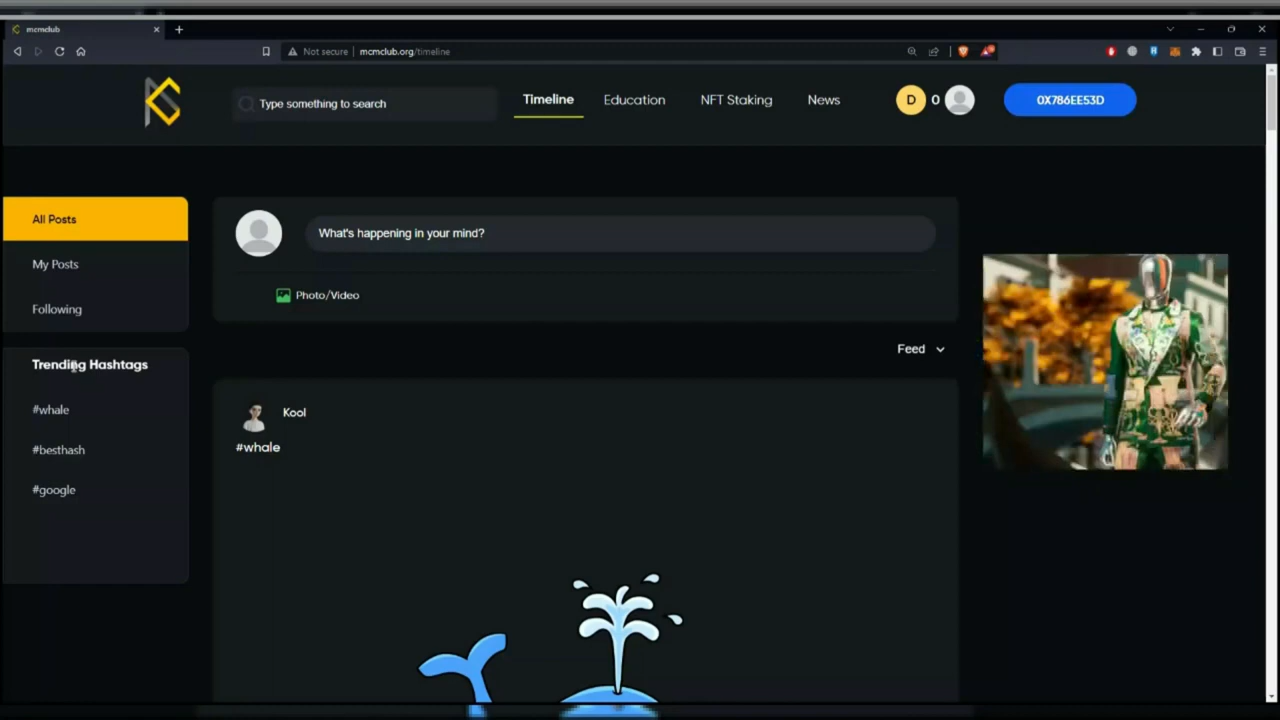 mcmclub
Not secure
mcmclub.org/timeline
Type something to search
Timeline
Education
NFT Staking
News
D
0
0X786EE53D
All Posts
My Posts
Following
Trending Hashtags
#whale
#besthash
#google
What's happening in your mind?
Photo/Video
Feed
Kool
#whale